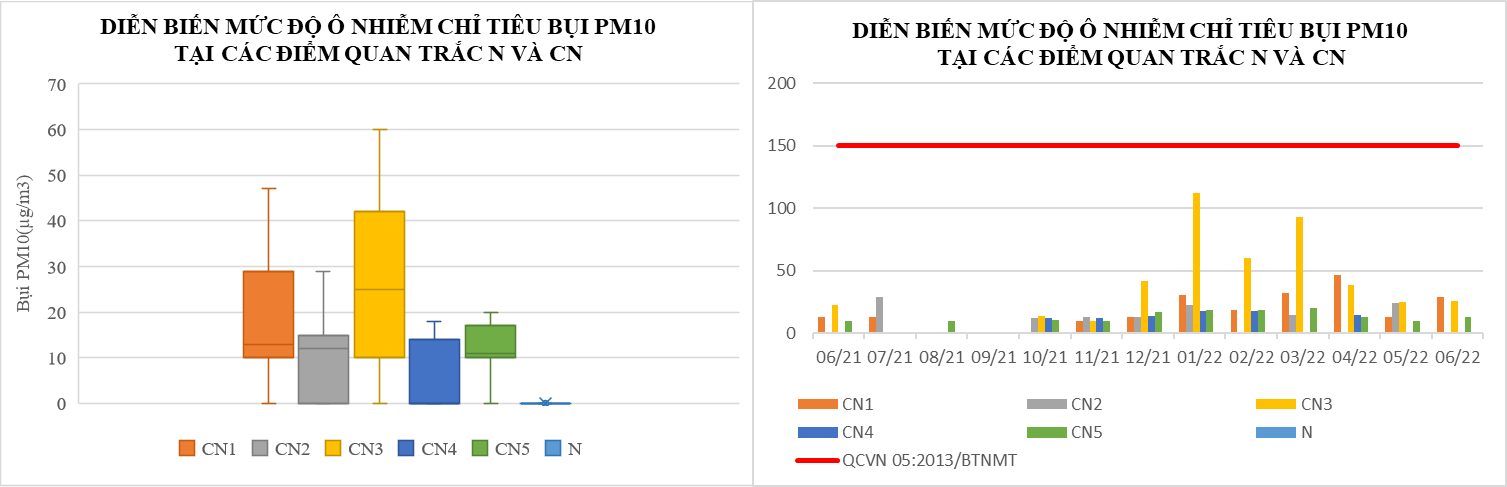 DIỄN BIẾN MỨC ĐỘ Ô NHIỄM CHỈ TIÊU BỤI PM10
TẠI CÁC ĐIỂM QUAN TRẮC N VÀ CN
70
60
50
40
30
20
10
0
Bụi PM10(µg/m3)
CN1 CN2 CN3 CN4 CN5 N
DIỄN BIẾN MỨC ĐỘ Ô NHIỄM CHỈ TIÊU BỤI PM10
TẠI CÁC ĐIỂM QUAN TRẮC N VÀ CN
200
150
100
50
0
06/21 07/21 08/21 09/21 10/21 11/21 12/21 01/22 02/22 03/22 04/22 05/22 06/22
CN1 CN2 CN3
CN4 CN5 N
QCVN 05:2013/BTNMT